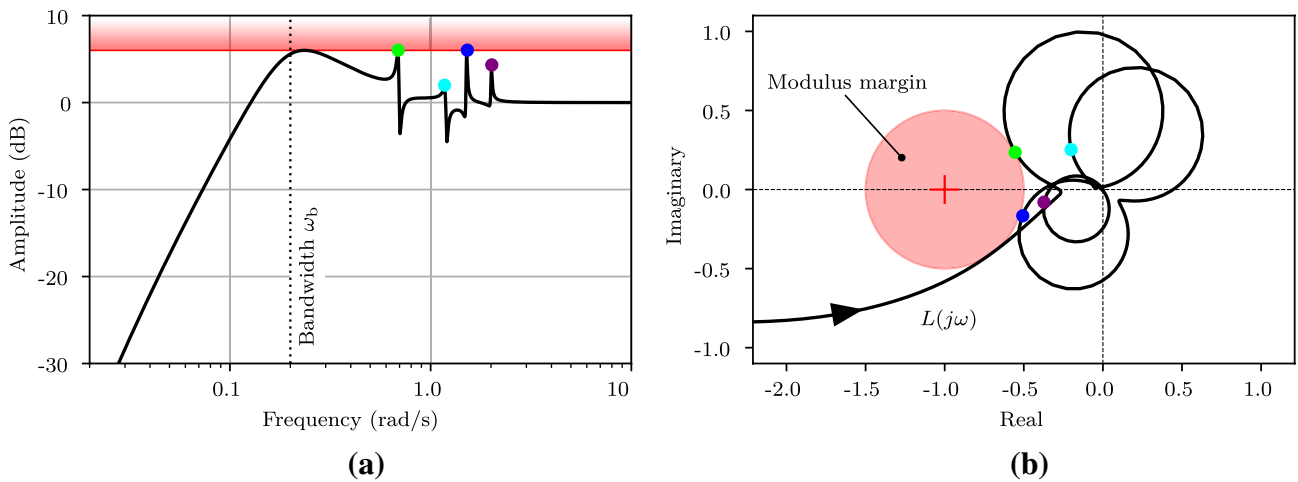 10
0
-10
-20
-30
Amplitude (dB)
Bandwidth ω_b
0.1 1.0 10
Frequency (rad/s)
(a)
1.0
0.5
0.0
-0.5
-1.0
Imaginary
Modulus margin
L(jω)
-2.0 -1.5 -1.0 -0.5 0.0 0.5 1.0
Real
(b)